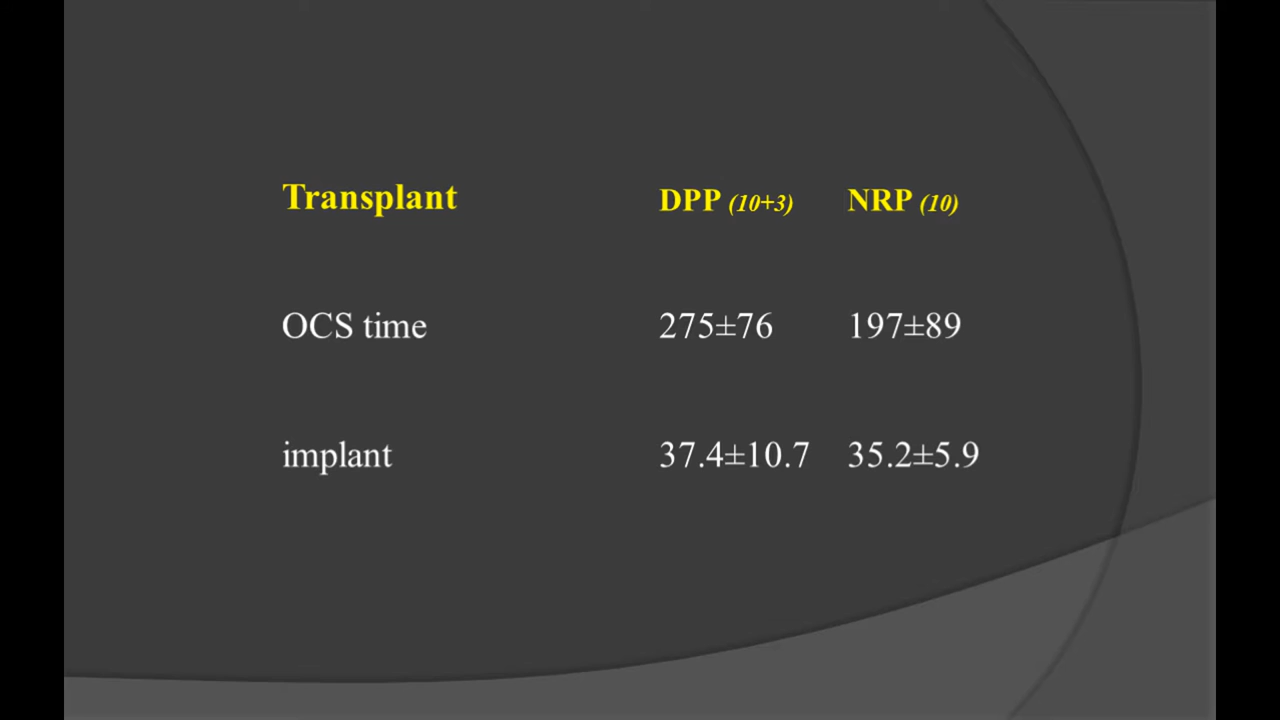 Transplant DPP (10+3) NRP (10)
OCS time 275±76 197±89
implant 37.4±10.7 35.2±5.9